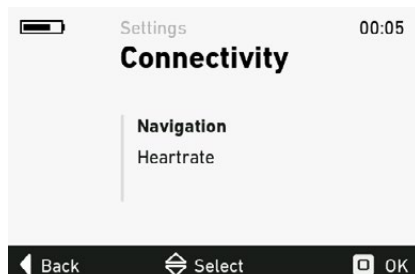 Settings 00:05
Connectivity
Navigation
Heartrate
Back Select OK